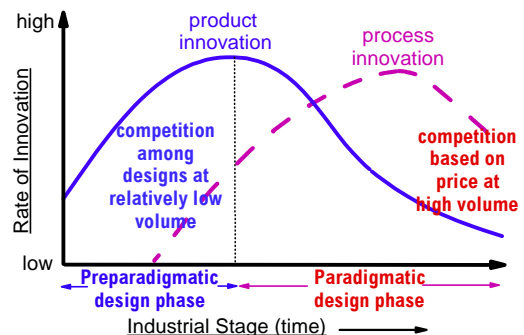 high
product
innovation
process
innovation
Rate of Innovation
competition
among
designs at
relatively low
volume
competition
based on
price at
high volume
low
Preparadigmatic
design phase
Paradigmatic
design phase
Industrial Stage (time)